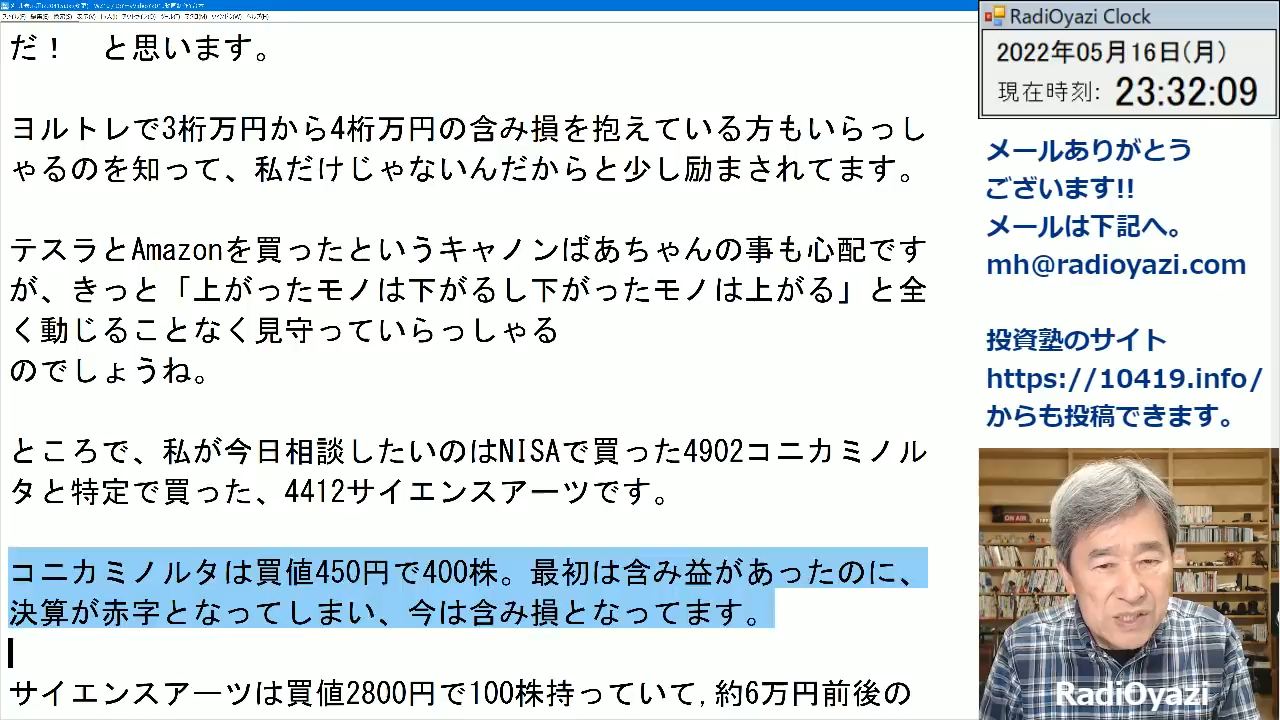 だ！　と思います。
ヨルトレで3桁万円から4桁万円の含み損を抱えている方もいらっし
ゃるのを知って、私だけじゃないんだからと少し励まされてます。
テスラとAmazonを買ったというキャノンばあちゃんの事も心配です
が、きっと「上がったモノは下がるし下がったモノは上がる」と全
く動じることなく見守っていらっしゃる
のでしょうね。
ところで、私が今日相談したいのはNISAで買った4902コニカミノル
タと特定で買った、4412サイエンスアーツです。
コニカミノルタは買値450円で400株。最初は含み益があったのに、
決算が赤字となってしまい、今は含み損となってます。
サイエンスアーツは買値2800円で100株持っていて,約6万円前後の
RadiOyazi Clock
2022年05月16日(月)
現在時刻: 23:32:09
メールありがとう
ございます!!
メールは下記へ。
mh@radioyazi.com
投資塾のサイト
https://10419.info/
からも投稿できます。
ON AIR
RadiOyazi